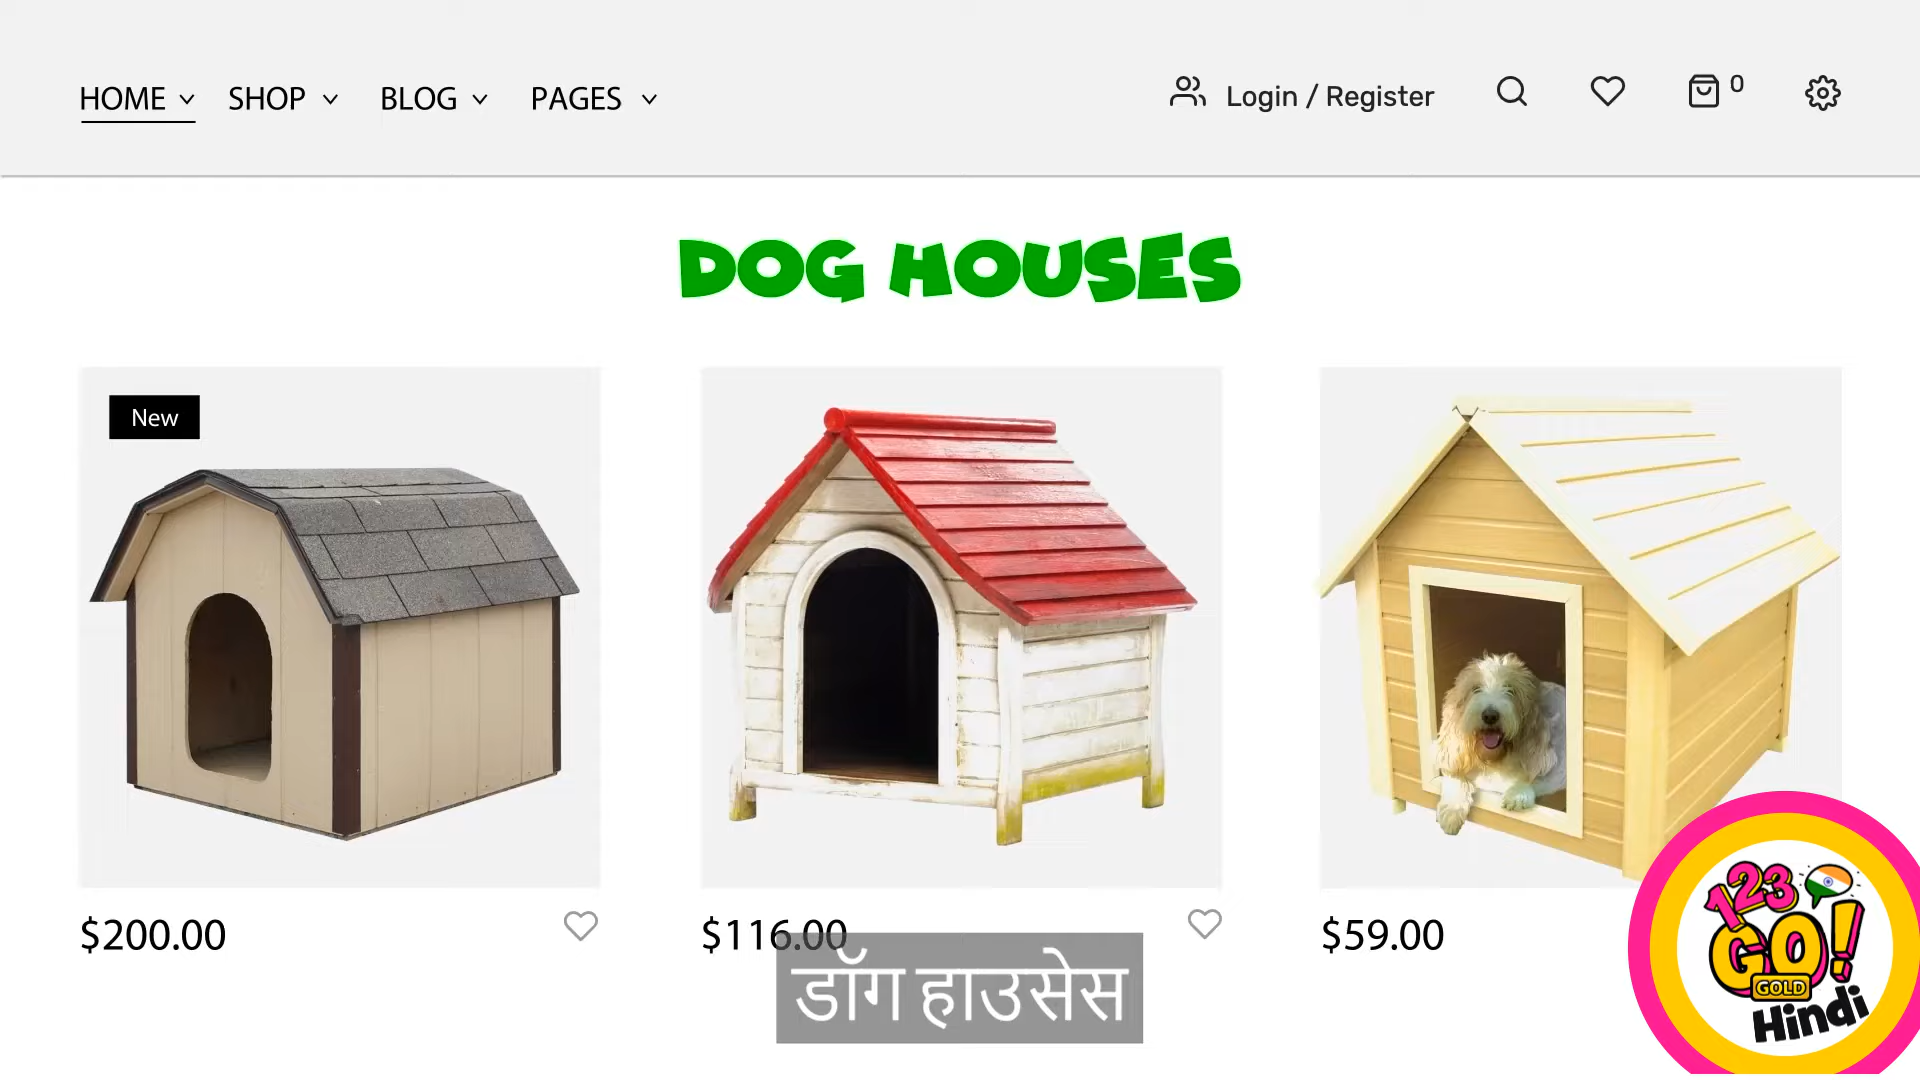 HOME SHOP BLOG PAGES Login / Register 0
DOG HOUSES
New
$200.00 $116.00 $59.00
डॉग हाउसेस
123
GO!
GOLD
Hindi